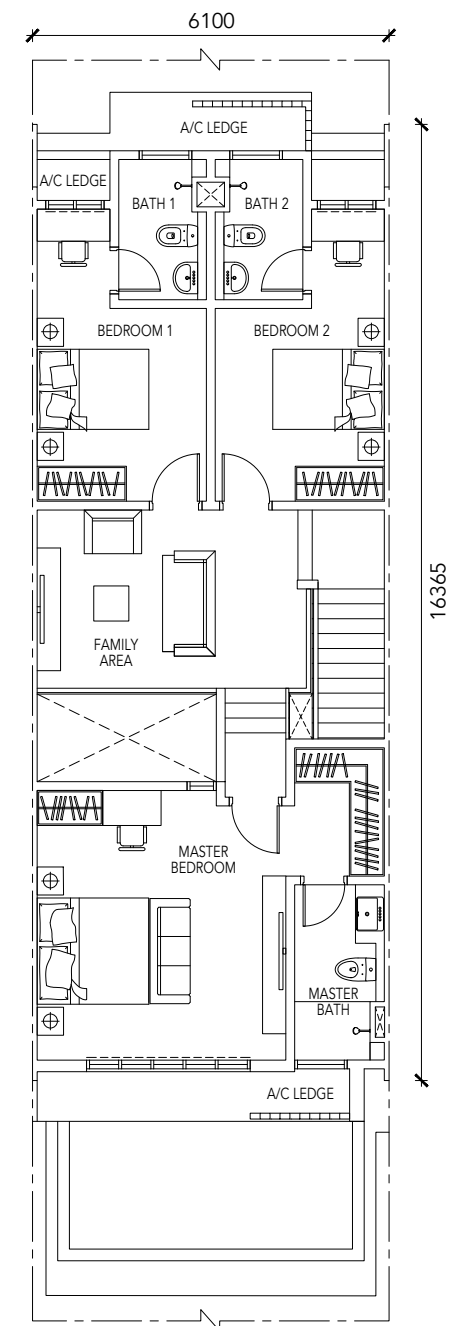 6100
A/C LEDGE
A/C LEDGE
BATH 1
BATH 2
BEDROOM 1
BEDROOM 2
16365
FAMILY
AREA
MASTER
BEDROOM
MASTER
BATH
A/C LEDGE